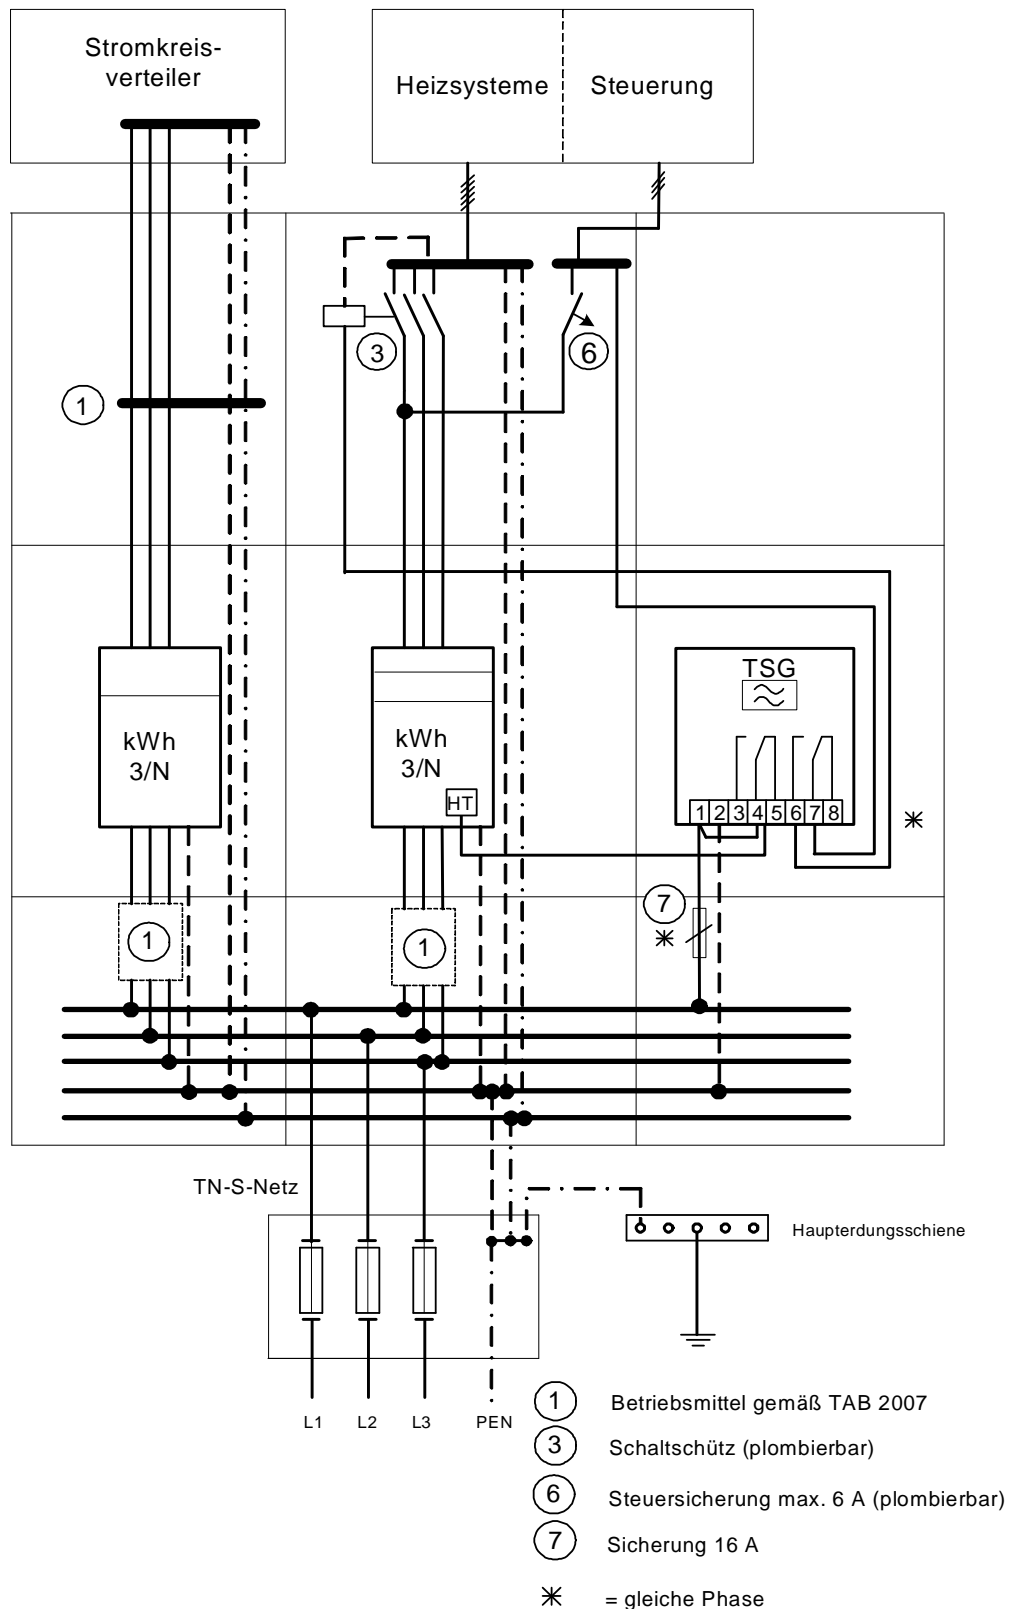 Stromkreis-
verteiler
Heizsysteme
Steuerung
3
6
1
TSG
kWh
3/N
kWh
3/N
HT
1 2 3 4 5 6 7 8
7
1
1
TN-S-Netz
Haupterdungsschiene
L1
L2
L3
PEN
1 Betriebsmittel gemäß TAB 2007
3 Schaltschütz (plombierbar)
6 Steuersicherung max. 6 A (plombierbar)
7 Sicherung 16 A
= gleiche Phase